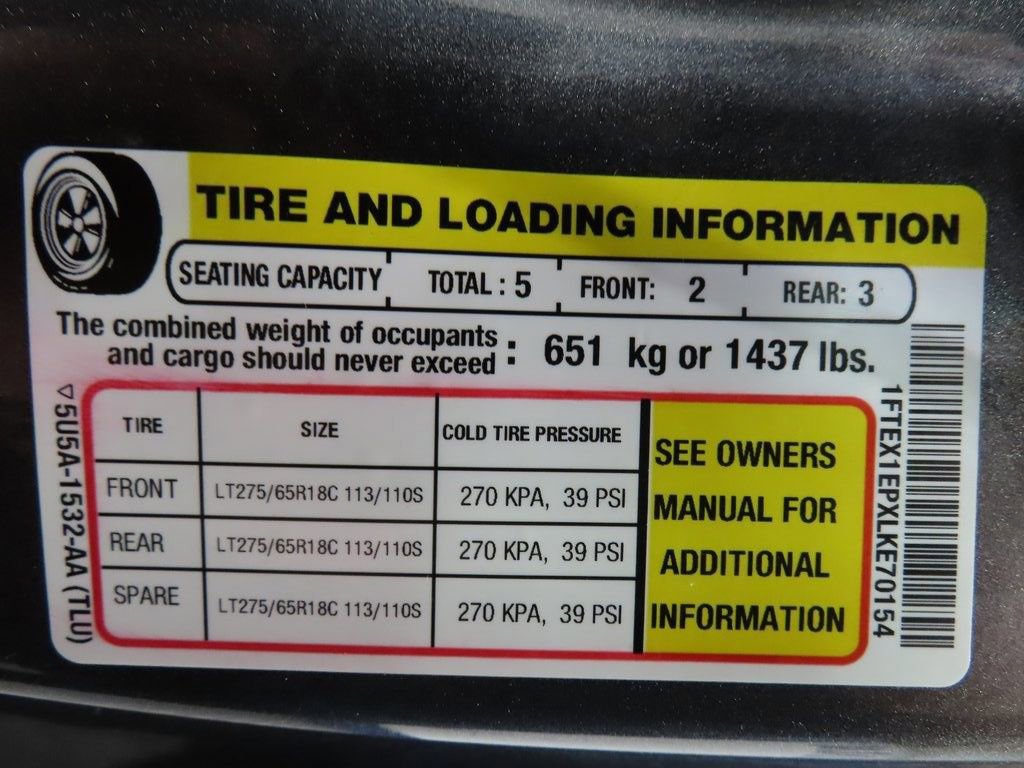 TIRE AND LOADING INFORMATION
SEATING CAPACITY TOTAL : 5 FRONT: 2 REAR: 3
The combined weight of occupants
and cargo should never exceed : 651 kg or 1437 lbs.
TIRE SIZE COLD TIRE PRESSURE
FRONT LT275/65R18C 113/110S 270 KPA, 39 PSI
REAR LT275/65R18C 113/110S 270 KPA, 39 PSI
SPARE LT275/65R18C 113/110S 270 KPA, 39 PSI
SEE OWNERS
MANUAL FOR
ADDITIONAL
INFORMATION
5U5A-1532-AA (TLU)
1FTEX1EPXLKE70154